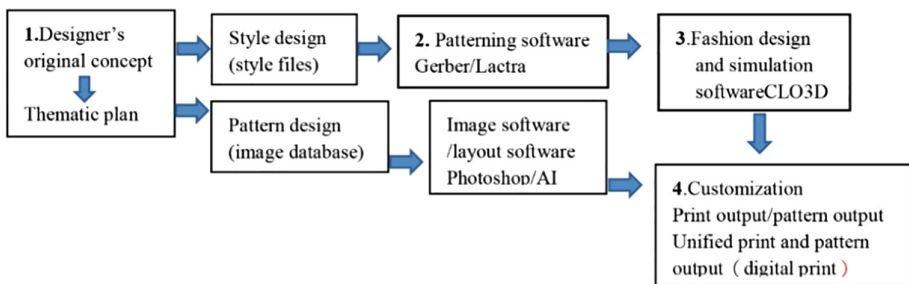 1.Designer's
original concept
Thematic plan
Style design
(style files)
2. Patterning software
Gerber/Lactra
3.Fashion design
and simulation
softwareCLO3D
Pattern design
(image database)
Image software
/layout software
Photoshop/AI
4.Customization
Print output/pattern output
Unified print and pattern
output（digital print）